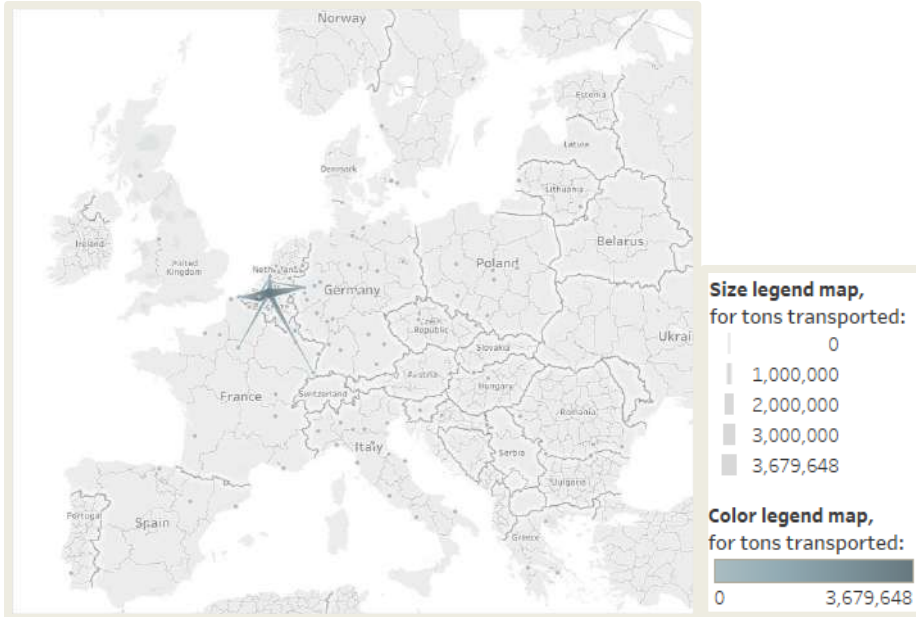 Norway
Estonia
Latvia
Denmark
Lithuania
Ireland
Belarus
United
Kingdom
Netherlands
Poland
Germany
Czech
Republic
Ukrai
Slovakia
Austria
Hungary
France
Switzerland
Romania
Italy
Serbia
Bulgaria
Portugal
Spain
Greece
Size legend map,
for tons transported:
0
1,000,000
2,000,000
3,000,000
3,679,648
Color legend map,
for tons transported:
0 3,679,648